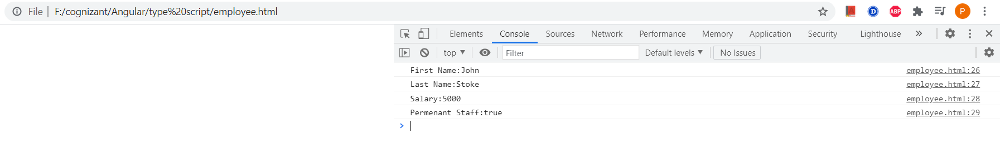 File F:/cognizant/Angular/type%20script/employee.html
D ABP P
Elements Console Sources Network Performance Memory Application Security Lighthouse »
top ▼ Filter Default levels ▼ No Issues
First Name:John employee.html:26
Last Name:Stoke employee.html:27
Salary:5000 employee.html:28
Permenant Staff:true employee.html:29
>